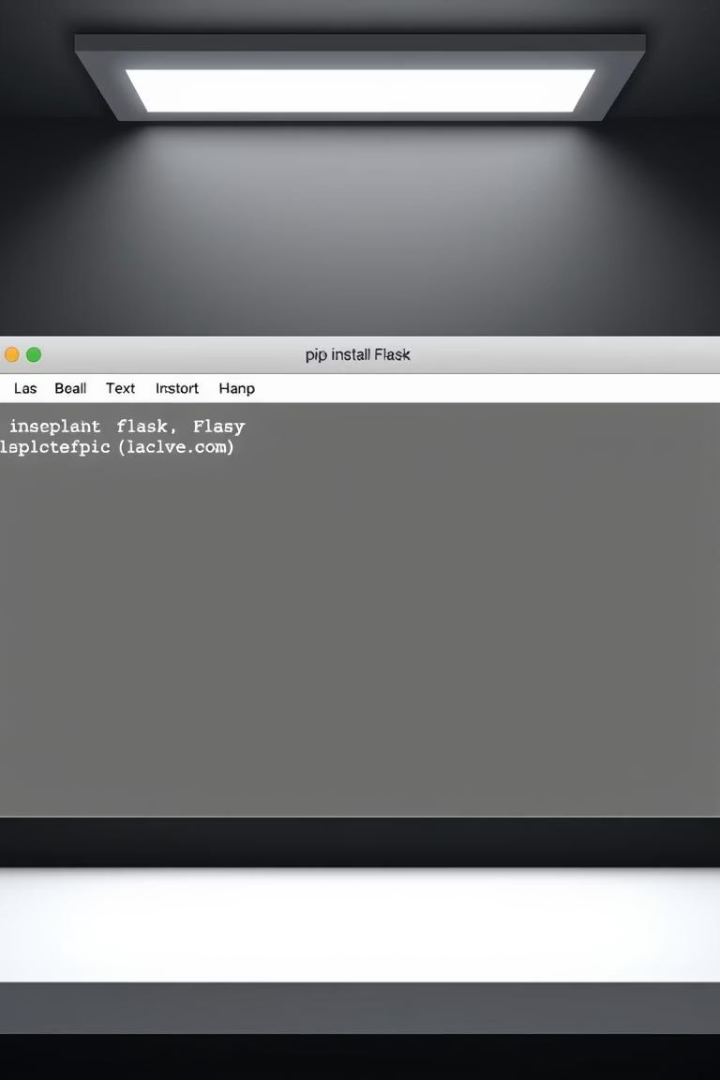 pip install Flask
Las Beall Text Instort Hanp
inseplant flask, Flasy
lsplctefpic (laclve.com)